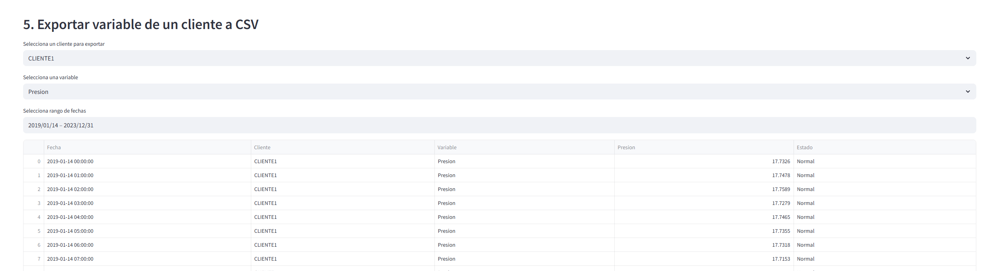 5. Exportar variable de un cliente a CSV
Selecciona un cliente para exportar
CLIENTE1
Selecciona una variable
Presion
Selecciona rango de fechas
2019/01/14 – 2023/12/31
Fecha Cliente Variable Presion Estado
0 2019-01-14 00:00:00 CLIENTE1 Presion 17.7326 Normal
1 2019-01-14 01:00:00 CLIENTE1 Presion 17.7478 Normal
2 2019-01-14 02:00:00 CLIENTE1 Presion 17.7589 Normal
3 2019-01-14 03:00:00 CLIENTE1 Presion 17.7279 Normal
4 2019-01-14 04:00:00 CLIENTE1 Presion 17.7465 Normal
5 2019-01-14 05:00:00 CLIENTE1 Presion 17.7355 Normal
6 2019-01-14 06:00:00 CLIENTE1 Presion 17.7318 Normal
7 2019-01-14 07:00:00 CLIENTE1 Presion 17.7153 Normal